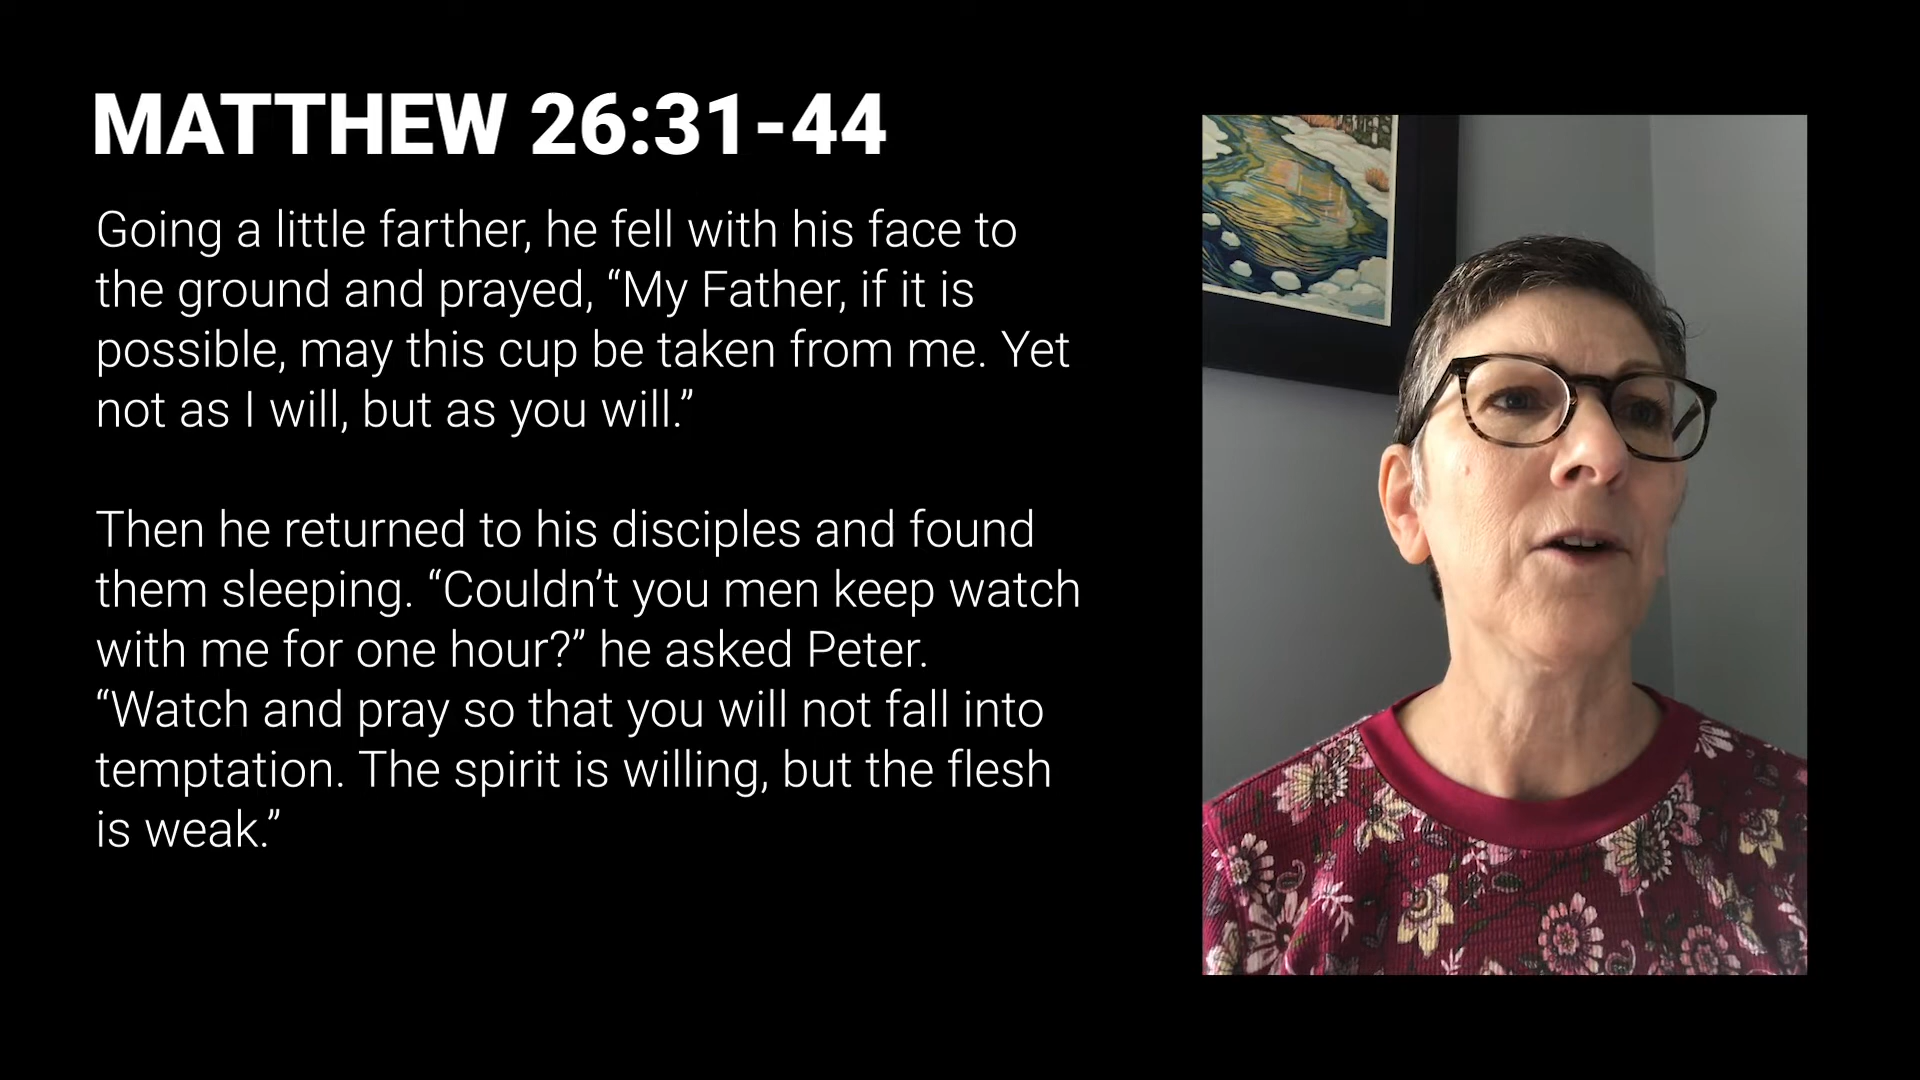 MATTHEW 26:31-44
Going a little farther, he fell with his face to
the ground and prayed, “My Father, if it is
possible, may this cup be taken from me. Yet
not as I will, but as you will.”
Then he returned to his disciples and found
them sleeping. “Couldn’t you men keep watch
with me for one hour?” he asked Peter.
“Watch and pray so that you will not fall into
temptation. The spirit is willing, but the flesh
is weak.”